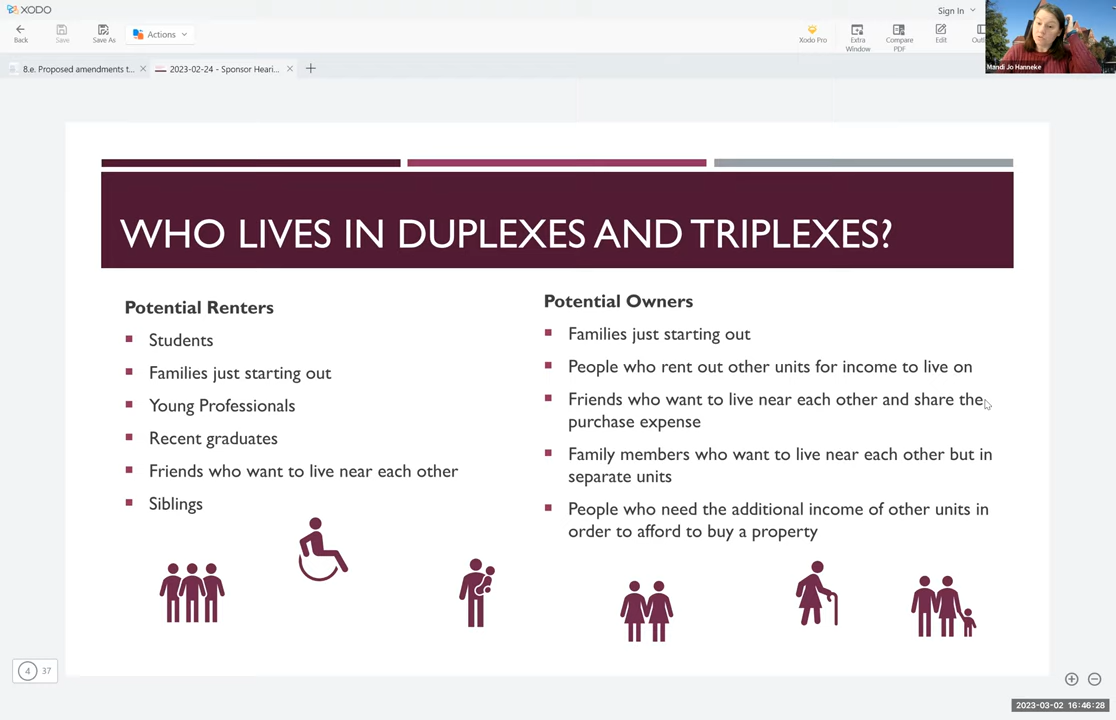 XODO
Sign In
Back
Save
Save As
Actions
Xodo Pro
Extra
Window
Compare
PDF
Edit
Mandi Jo Hanneke
8.e. Proposed amendments t...
2023-02-24 - Sponsor Heari...
WHO LIVES IN DUPLEXES AND TRIPLEXES?
Potential Renters
Students
Families just starting out
Young Professionals
Recent graduates
Friends who want to live near each other
Siblings
Potential Owners
Families just starting out
People who rent out other units for income to live on
Friends who want to live near each other and share the
purchase expense
Family members who want to live near each other but in
separate units
People who need the additional income of other units in
order to afford to buy a property
4 37
2023-03-02 16:46:28